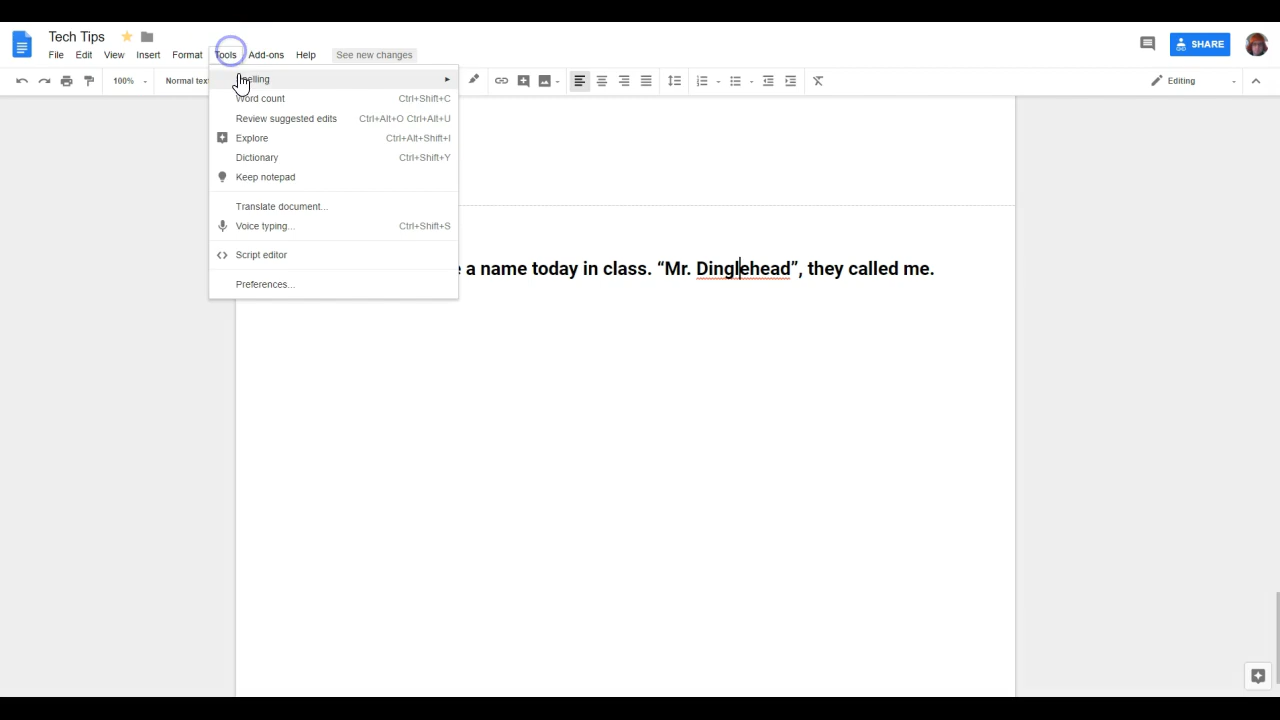 Tech Tips
File Edit View Insert Format Tools Add-ons Help See new changes
SHARE
100% Normal text Editing
elling
Word count Ctrl+Shift+C
Review suggested edits Ctrl+Alt+O Ctrl+Alt+U
Explore Ctrl+Alt+Shift+I
Dictionary Ctrl+Shift+Y
Keep notepad
Translate document...
Voice typing... Ctrl+Shift+S
Script editor
Preferences...
e a name today in class. “Mr. Dinglehead”, they called me.